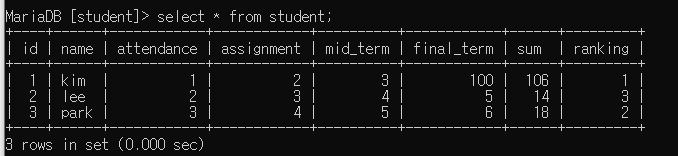 MariaDB [student]> select * from student;
+----+------+------------+------------+----------+------------+------+---------+
| id | name | attendance | assignment | mid_term | final_term | sum  | ranking |
+----+------+------------+------------+----------+------------+------+---------+
|  1 | kim  |          1 |          2 |        3 |        100 |  106 |       1 |
|  2 | lee  |          2 |          3 |        4 |          5 |   14 |       3 |
|  3 | park |          3 |          4 |        5 |          6 |   18 |       2 |
+----+------+------------+------------+----------+------------+------+---------+
3 rows in set (0.000 sec)